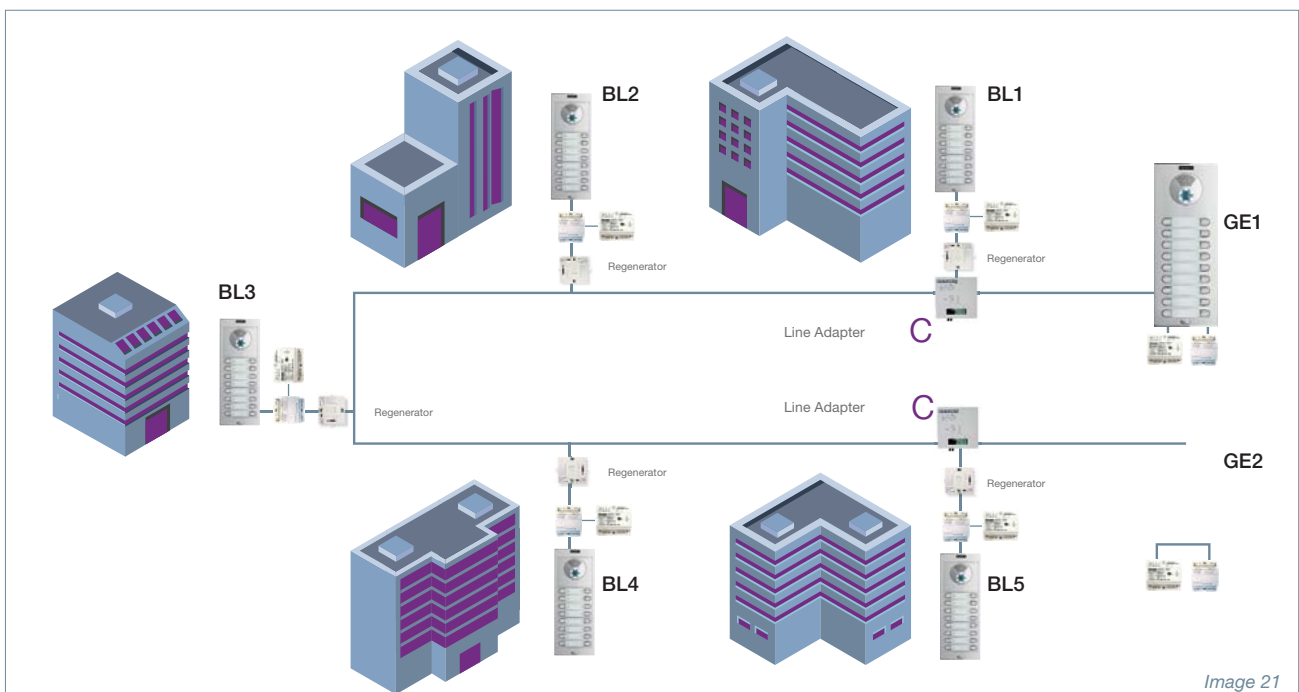 BL2
BL1
GE1
Regenerator
Regenerator
BL3
Line Adapter C
Regenerator
Line Adapter C
GE2
Regenerator
Regenerator
BL4
BL5
Image 21